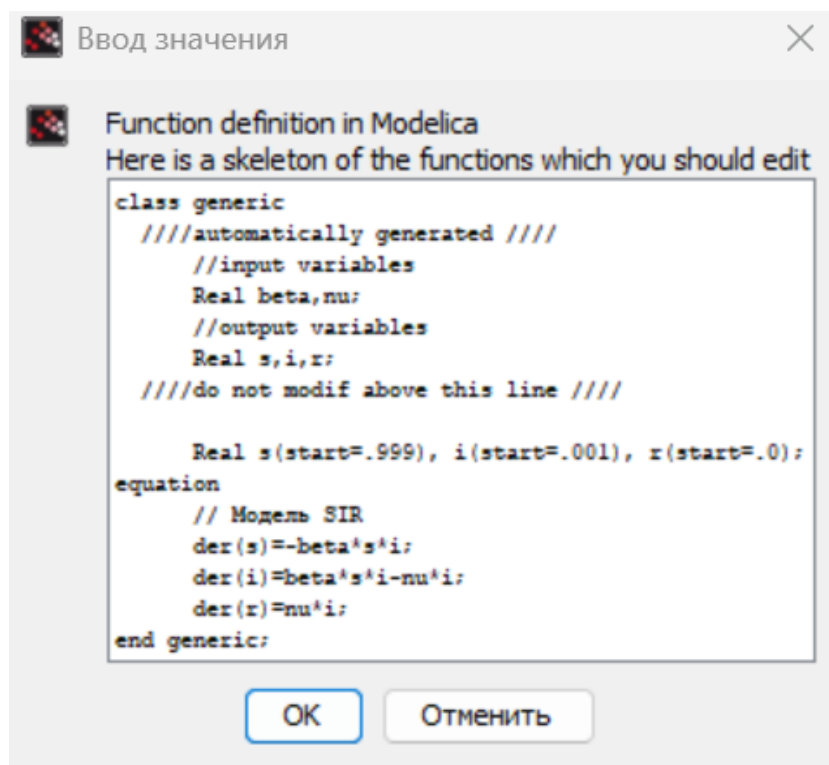 Ввод значения
Function definition in Modelica
Here is a skeleton of the functions which you should edit
class generic
////automatically generated ////
//input variables
Real beta,nu;
//output variables
Real s,i,r;
////do not modif above this line ////
Real s(start=.999), i(start=.001), r(start=.0);
equation
// Модель SIR
der(s)=-beta*s*i;
der(i)=beta*s*i-nu*i;
der(r)=nu*i;
end generic;
OK Отменить